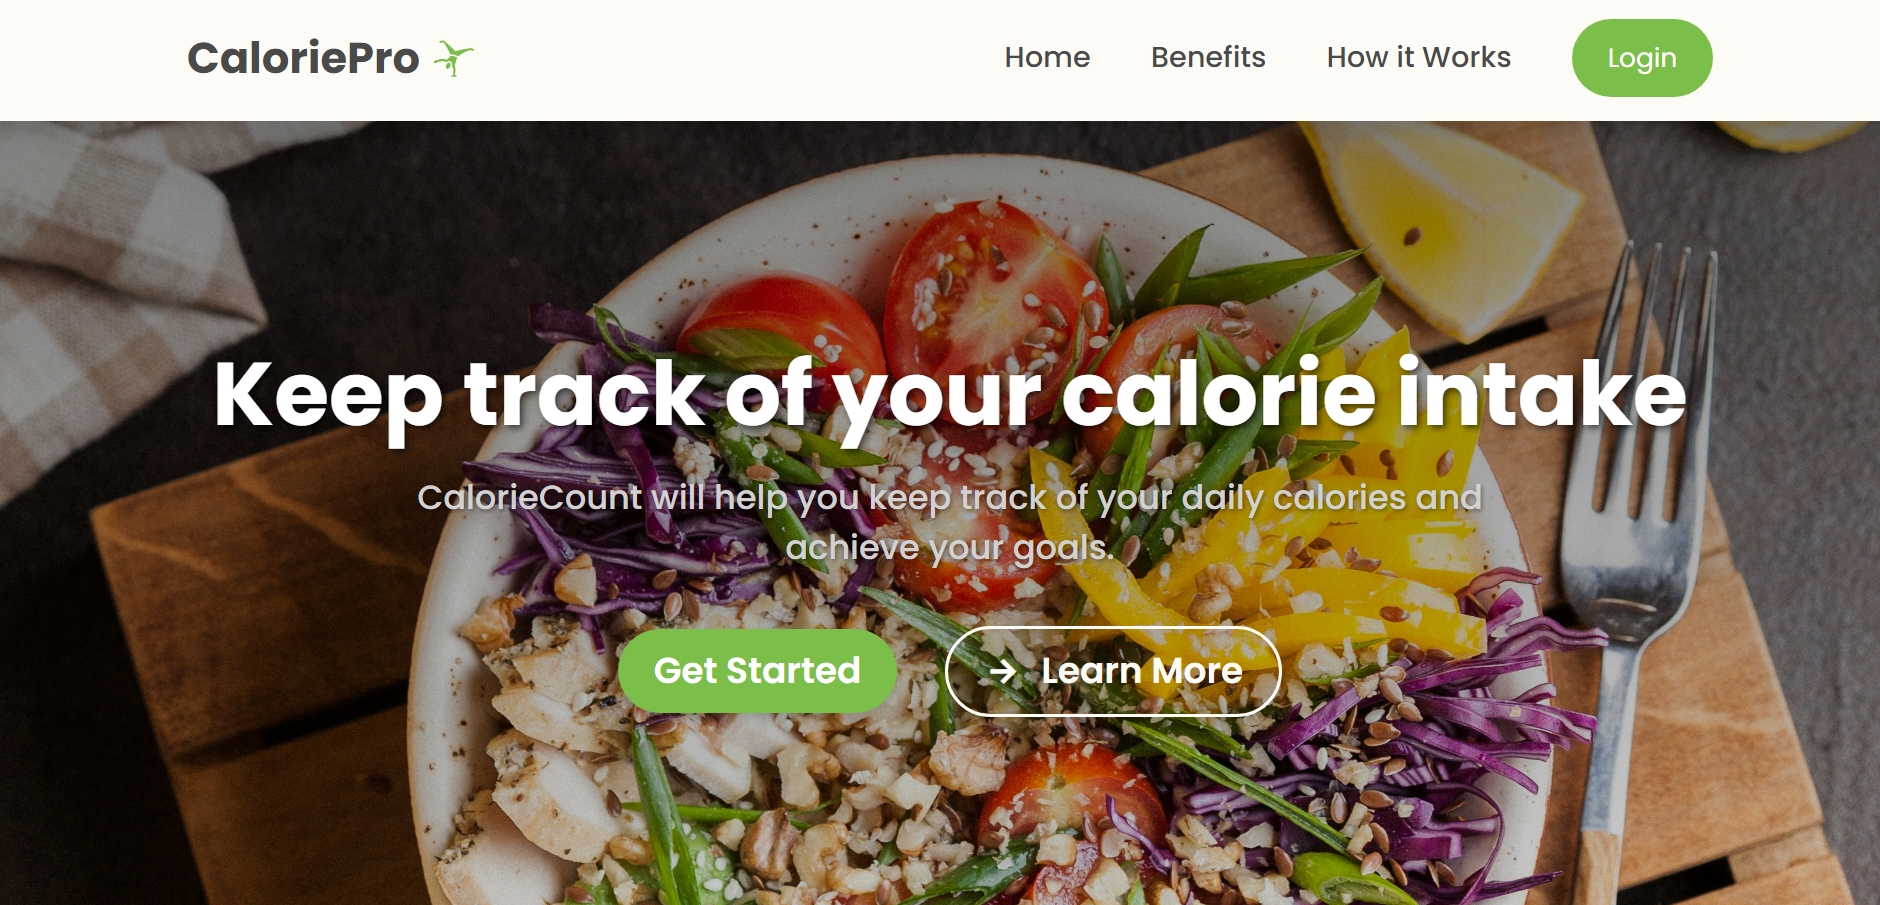 CaloriePro
Home
Benefits
How it Works
Login
Keep track of your calorie intake
CalorieCount will help you keep track of your daily calories and
achieve your goals.
Get Started
→ Learn More